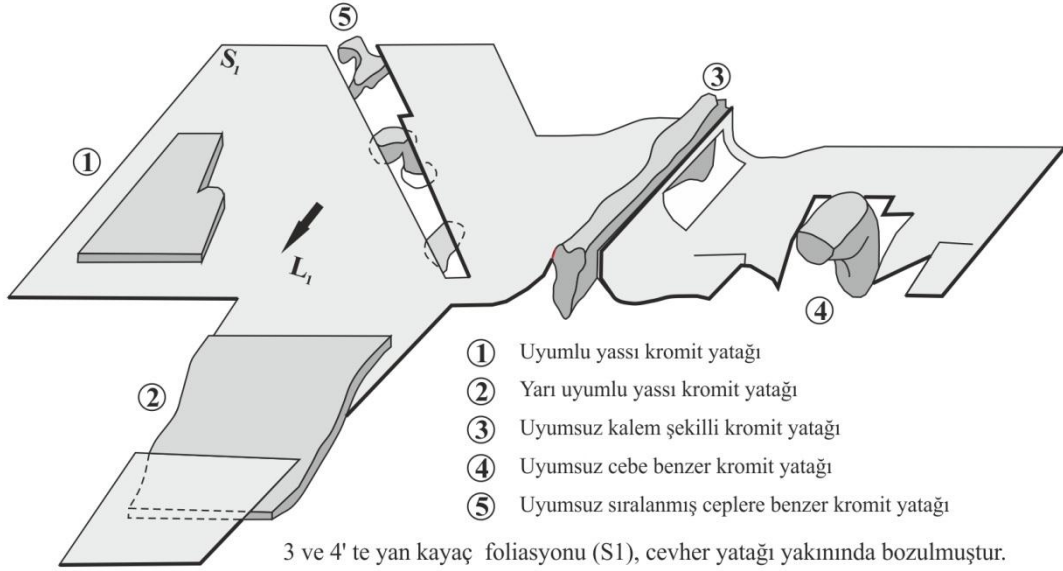 ⑤
S₁
③
①
L₁
④
②
① Uyumlu yassı kromit yatağı
② Yarı uyumlu yassı kromit yatağı
③ Uyumsuz kalem şekilli kromit yatağı
④ Uyumsuz cebe benzer kromit yatağı
⑤ Uyumsuz sıralanmış ceplere benzer kromit yatağı
3 ve 4' te yan kayaç foliasyonu (S1), cevher yatağı yakınında bozulmuştur.